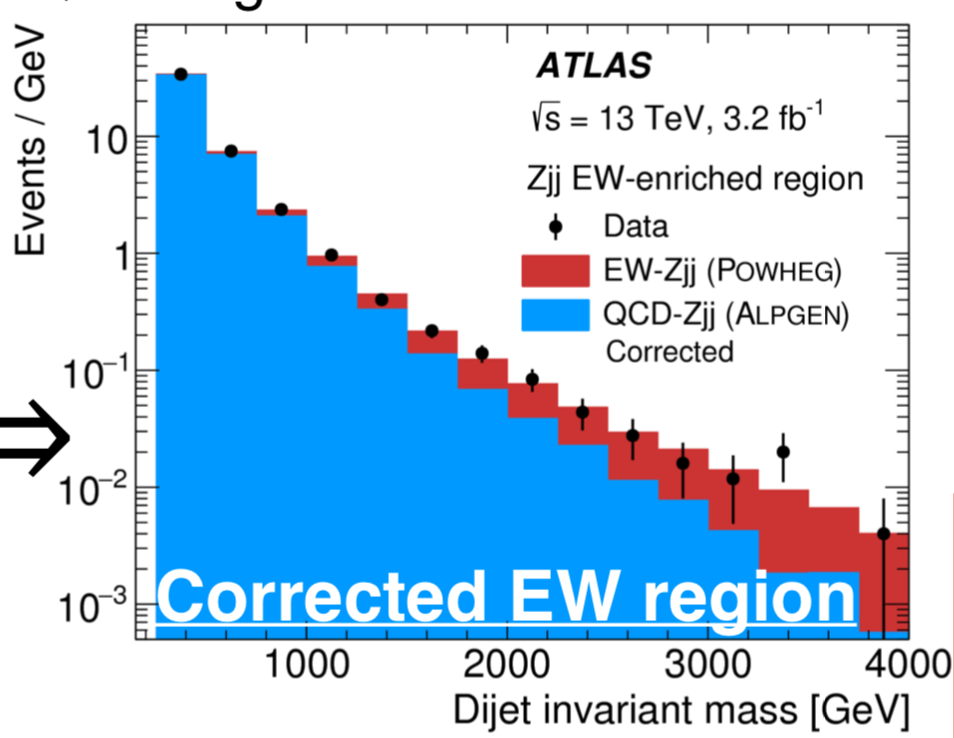 Events / GeV
ATLAS
√s = 13 TeV, 3.2 fb⁻¹
Zjj EW-enriched region
Data
EW-Zjj (POWHEG)
QCD-Zjj (ALPGEN)
Corrected
10
1
10⁻¹
10⁻²
10⁻³
⇒
Corrected EW region
1000 2000 3000 4000
Dijet invariant mass [GeV]